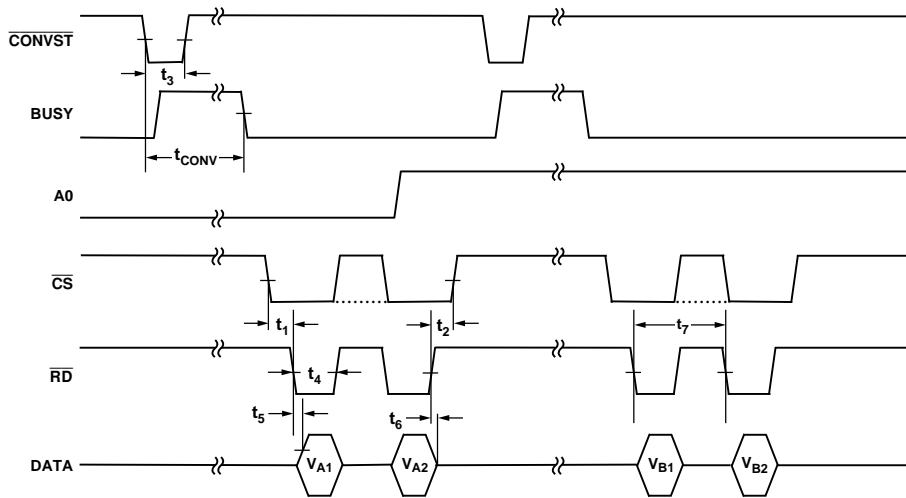 CONVST
t3
BUSY
tCONV
A0
CS
t1
t2
t7
RD
t4
t5
t6
DATA
VA1
VA2
VB1
VB2